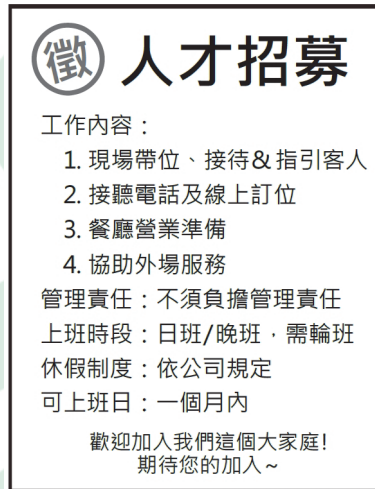 徵 人才招募
工作內容：
1. 現場帶位、接待&指引客人
2. 接聽電話及線上訂位
3. 餐廳營業準備
4. 協助外場服務
管理責任：不須負擔管理責任
上班時段：日班/晚班，需輪班
休假制度：依公司規定
可上班日：一個月內
歡迎加入我們這個大家庭!
期待您的加入~